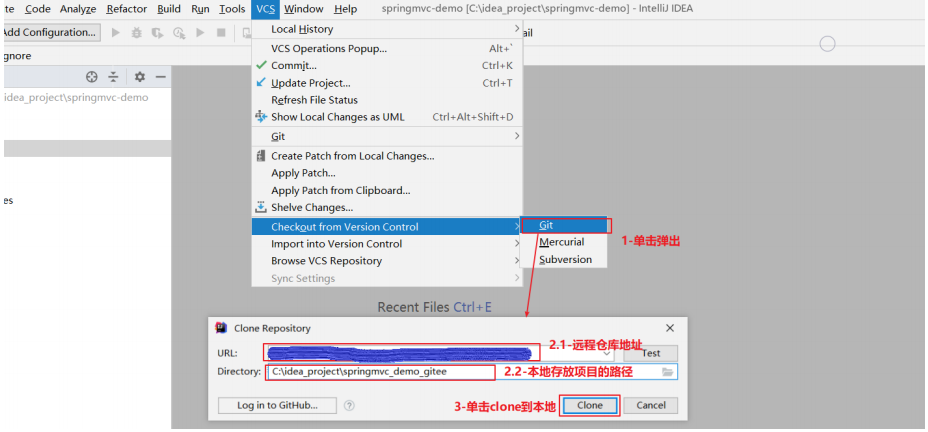 te Code Analyze Refactor Build Run Tools VCS Window Help springmvc-demo [C:\idea_project\springmvc-demo] - IntelliJ IDEA
Add Configuration...
Local History
ail
gnore
VCS Operations Popup... Alt+`
Commit... Ctrl+K
Update Project... Ctrl+T
idea_project\springmvc-demo
Refresh File Status
Show Local Changes as UML Ctrl+Alt+Shift+D
Git
Create Patch from Local Changes...
Apply Patch...
Apply Patch from Clipboard...
es
Shelve Changes...
Checkout from Version Control
Git
1-单击弹出
Import into Version Control
Mercurial
Browse VCS Repository
Subversion
Sync Settings
Recent Files Ctrl+E
Clone Repository
URL:
2.1-远程仓库地址
Test
Directory: C:\idea_project\springmvc_demo_gitee
2.2-本地存放项目的路径
Log in to GitHub... ?
3-单击clone到本地
Clone
Cancel